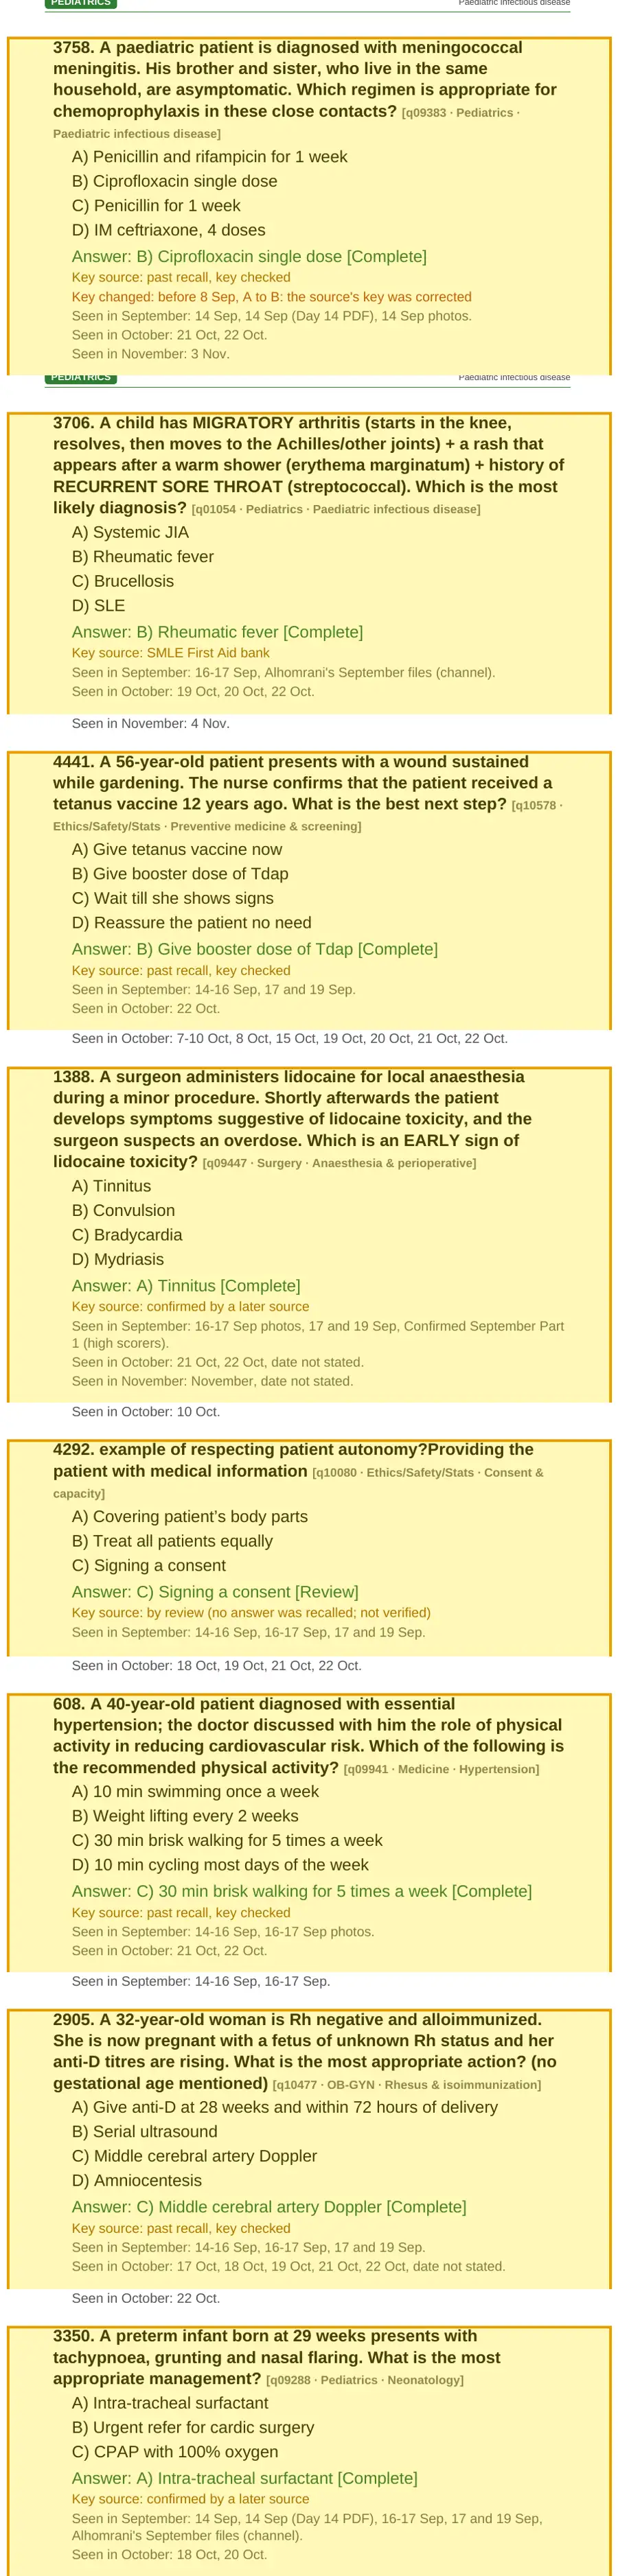 PEDIATRICS
Paediatric infectious disease
3758. A paediatric patient is diagnosed with meningococcal
meningitis. His brother and sister, who live in the same
household, are asymptomatic. Which regimen is appropriate for
chemoprophylaxis in these close contacts? [q09383 · Pediatrics ·
Paediatric infectious disease]
A) Penicillin and rifampicin for 1 week
B) Ciprofloxacin single dose
C) Penicillin for 1 week
D) IM ceftriaxone, 4 doses
Answer: B) Ciprofloxacin single dose [Complete]
Key source: past recall, key checked
Key changed: before 8 Sep, A to B: the source's key was corrected
Seen in September: 14 Sep, 14 Sep (Day 14 PDF), 14 Sep photos.
Seen in October: 21 Oct, 22 Oct.
Seen in November: 3 Nov.
PEDIATRICS
Paediatric infectious disease
3706. A child has MIGRATORY arthritis (starts in the knee,
resolves, then moves to the Achilles/other joints) + a rash that
appears after a warm shower (erythema marginatum) + history of
RECURRENT SORE THROAT (streptococcal). Which is the most
likely diagnosis? [q01054 · Pediatrics · Paediatric infectious disease]
A) Systemic JIA
B) Rheumatic fever
C) Brucellosis
D) SLE
Answer: B) Rheumatic fever [Complete]
Key source: SMLE First Aid bank
Seen in September: 16-17 Sep, Alhomrani's September files (channel).
Seen in October: 19 Oct, 20 Oct, 22 Oct.
Seen in November: 4 Nov.
4441. A 56-year-old patient presents with a wound sustained
while gardening. The nurse confirms that the patient received a
tetanus vaccine 12 years ago. What is the best next step? [q10578 ·
Ethics/Safety/Stats · Preventive medicine & screening]
A) Give tetanus vaccine now
B) Give booster dose of Tdap
C) Wait till she shows signs
D) Reassure the patient no need
Answer: B) Give booster dose of Tdap [Complete]
Key source: past recall, key checked
Seen in September: 14-16 Sep, 17 and 19 Sep.
Seen in October: 22 Oct.
Seen in October: 7-10 Oct, 8 Oct, 15 Oct, 19 Oct, 20 Oct, 21 Oct, 22 Oct.
1388. A surgeon administers lidocaine for local anaesthesia
during a minor procedure. Shortly afterwards the patient
develops symptoms suggestive of lidocaine toxicity, and the
surgeon suspects an overdose. Which is an EARLY sign of
lidocaine toxicity? [q09447 · Surgery · Anaesthesia & perioperative]
A) Tinnitus
B) Convulsion
C) Bradycardia
D) Mydriasis
Answer: A) Tinnitus [Complete]
Key source: confirmed by a later source
Seen in September: 16-17 Sep photos, 17 and 19 Sep, Confirmed September Part
1 (high scorers).
Seen in October: 21 Oct, 22 Oct, date not stated.
Seen in November: November, date not stated.
Seen in October: 10 Oct.
4292. example of respecting patient autonomy?Providing the
patient with medical information [q10080 · Ethics/Safety/Stats · Consent &
capacity]
A) Covering patient’s body parts
B) Treat all patients equally
C) Signing a consent
Answer: C) Signing a consent [Review]
Key source: by review (no answer was recalled; not verified)
Seen in September: 14-16 Sep, 16-17 Sep, 17 and 19 Sep.
Seen in October: 18 Oct, 19 Oct, 21 Oct, 22 Oct.
608. A 40-year-old patient diagnosed with essential
hypertension; the doctor discussed with him the role of physical
activity in reducing cardiovascular risk. Which of the following is
the recommended physical activity? [q09941 · Medicine · Hypertension]
A) 10 min swimming once a week
B) Weight lifting every 2 weeks
C) 30 min brisk walking for 5 times a week
D) 10 min cycling most days of the week
Answer: C) 30 min brisk walking for 5 times a week [Complete]
Key source: past recall, key checked
Seen in September: 14-16 Sep, 16-17 Sep photos.
Seen in October: 21 Oct, 22 Oct.
Seen in September: 14-16 Sep, 16-17 Sep.
2905. A 32-year-old woman is Rh negative and alloimmunized.
She is now pregnant with a fetus of unknown Rh status and her
anti-D titres are rising. What is the most appropriate action? (no
gestational age mentioned) [q10477 · OB-GYN · Rhesus & isoimmunization]
A) Give anti-D at 28 weeks and within 72 hours of delivery
B) Serial ultrasound
C) Middle cerebral artery Doppler
D) Amniocentesis
Answer: C) Middle cerebral artery Doppler [Complete]
Key source: past recall, key checked
Seen in September: 14-16 Sep, 16-17 Sep, 17 and 19 Sep.
Seen in October: 17 Oct, 18 Oct, 19 Oct, 21 Oct, 22 Oct, date not stated.
Seen in October: 22 Oct.
3350. A preterm infant born at 29 weeks presents with
tachypnoea, grunting and nasal flaring. What is the most
appropriate management? [q09288 · Pediatrics · Neonatology]
A) Intra-tracheal surfactant
B) Urgent refer for cardic surgery
C) CPAP with 100% oxygen
Answer: A) Intra-tracheal surfactant [Complete]
Key source: confirmed by a later source
Seen in September: 14 Sep, 14 Sep (Day 14 PDF), 16-17 Sep, 17 and 19 Sep,
Alhomrani's September files (channel).
Seen in October: 18 Oct, 20 Oct.